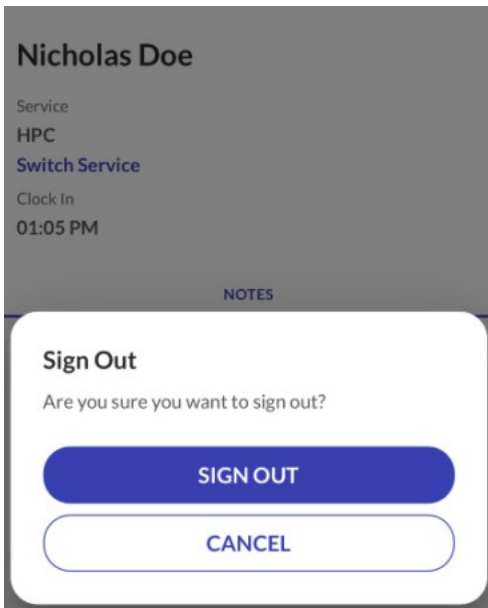 Nicholas Doe
Service
HPC
Switch Service
Clock In
01:05 PM
NOTES
Sign Out
Are you sure you want to sign out?
SIGN OUT
CANCEL